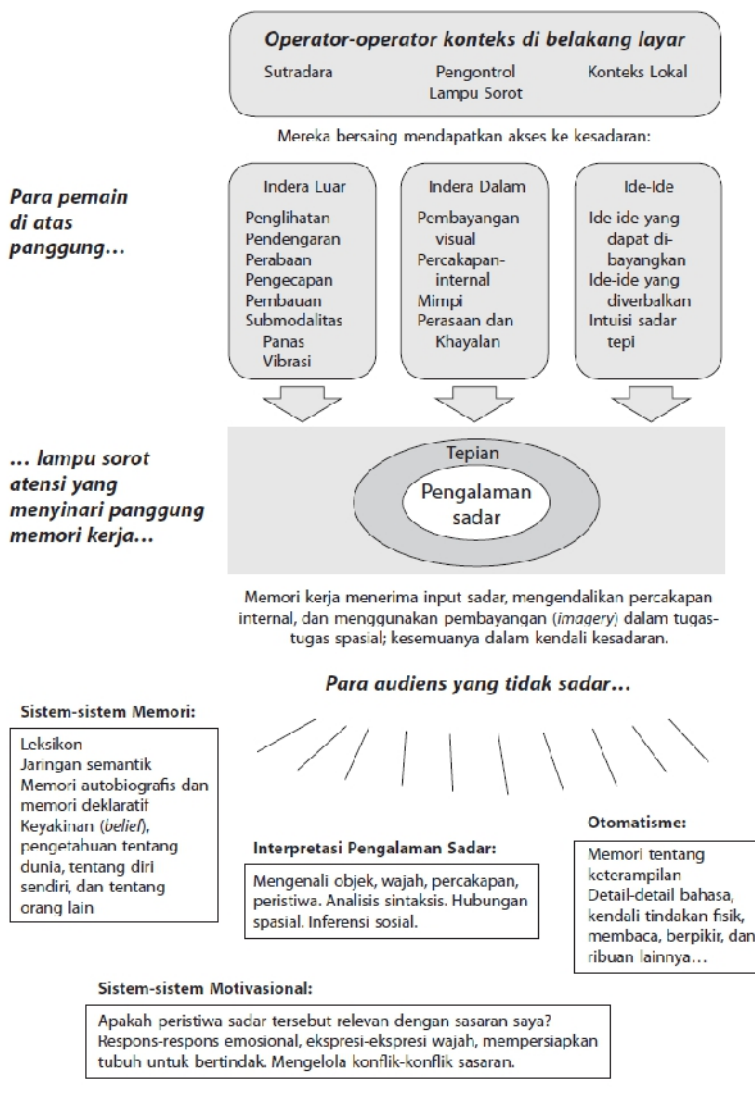 Operator-operator konteks di belakang layar
Sutradara
Pengontrol
Lampu Sorot
Konteks Lokal
Mereka bersaing mendapatkan akses ke kesadaran:
Para pemain
di atas
panggung…
Indera Luar
Penglihatan
Pendengaran
Perabaan
Pengecapan
Pembauan
Submodalitas
Panas
Vibrasi
Indera Dalam
Pembayangan
visual
Percakapan-
internal
Mimpi
Perasaan dan
Khayalan
Ide-Ide
Ide ide yang
dapat di-
bayangkan
Ide-ide yang
diverbalkan
Intuisi sadar
tepi
… lampu sorot
atensi yang
menyinari panggung
memori kerja…
Tepian
Pengalaman
sadar
Memori kerja menerima input sadar, mengendalikan percakapan
internal, dan menggunakan pembayangan (imagery) dalam tugas-
tugas spasial; kesemuanya dalam kendali kesadaran.
Para audiens yang tidak sadar…
Sistem-sistem Memori:
Leksikon
Jaringan semantik
Memori autobiografis dan
memori deklaratif
Keyakinan (belief),
pengetahuan tentang
dunia, tentang diri
sendiri, dan tentang
orang lain
Interpretasi Pengalaman Sadar:
Mengenali objek, wajah, percakapan,
peristiwa. Analisis sintaksis. Hubungan
spasial. Inferensi sosial.
Otomatisme:
Memori tentang
keterampilan
Detail-detail bahasa,
kendali tindakan fisik,
membaca, berpikir, dan
ribuan lainnya…
Sistem-sistem Motivasional:
Apakah peristiwa sadar tersebut relevan dengan sasaran saya?
Respons-respons emosional, ekspresi-ekspresi wajah, mempersiapkan
tubuh untuk bertindak. Mengelola konflik-konflik sasaran.